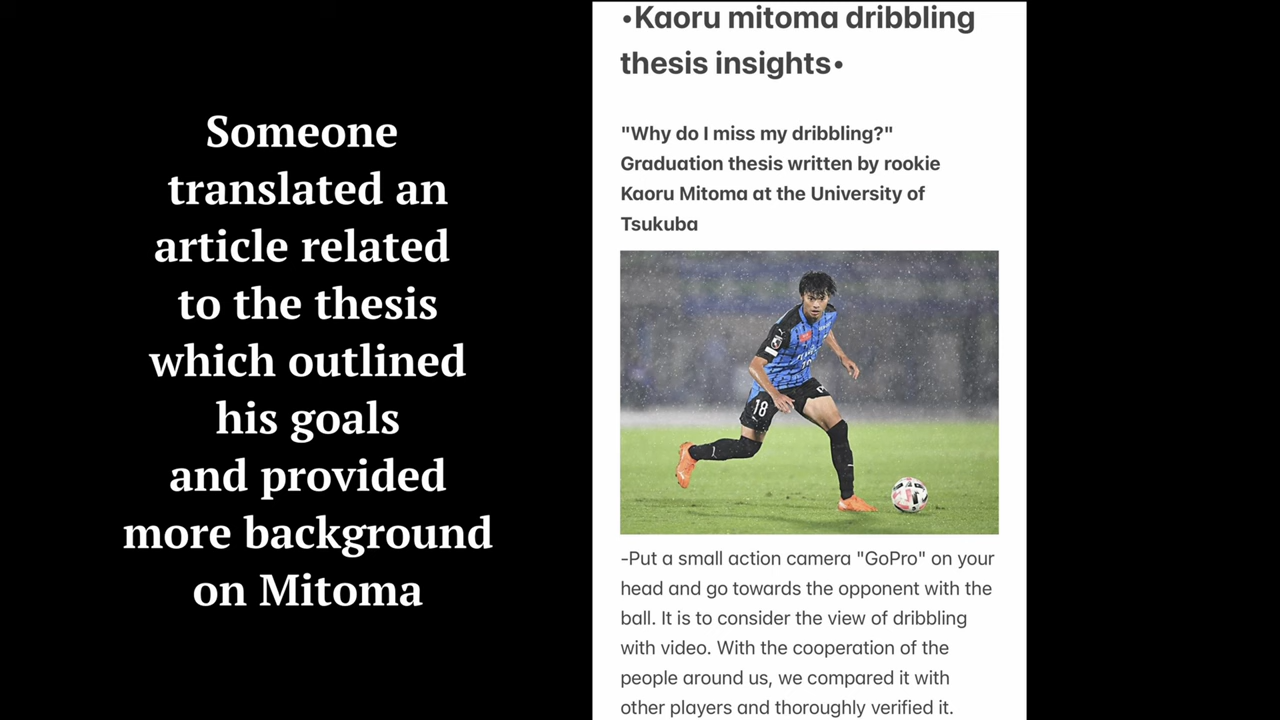 Someone
translated an
article related
to the thesis
which outlined
his goals
and provided
more background
on Mitoma
•Kaoru mitoma dribbling
thesis insights•
"Why do I miss my dribbling?"
Graduation thesis written by rookie
Kaoru Mitoma at the University of
Tsukuba
18
-Put a small action camera "GoPro" on your
head and go towards the opponent with the
ball. It is to consider the view of dribbling
with video. With the cooperation of the
people around us, we compared it with
other players and thoroughly verified it.